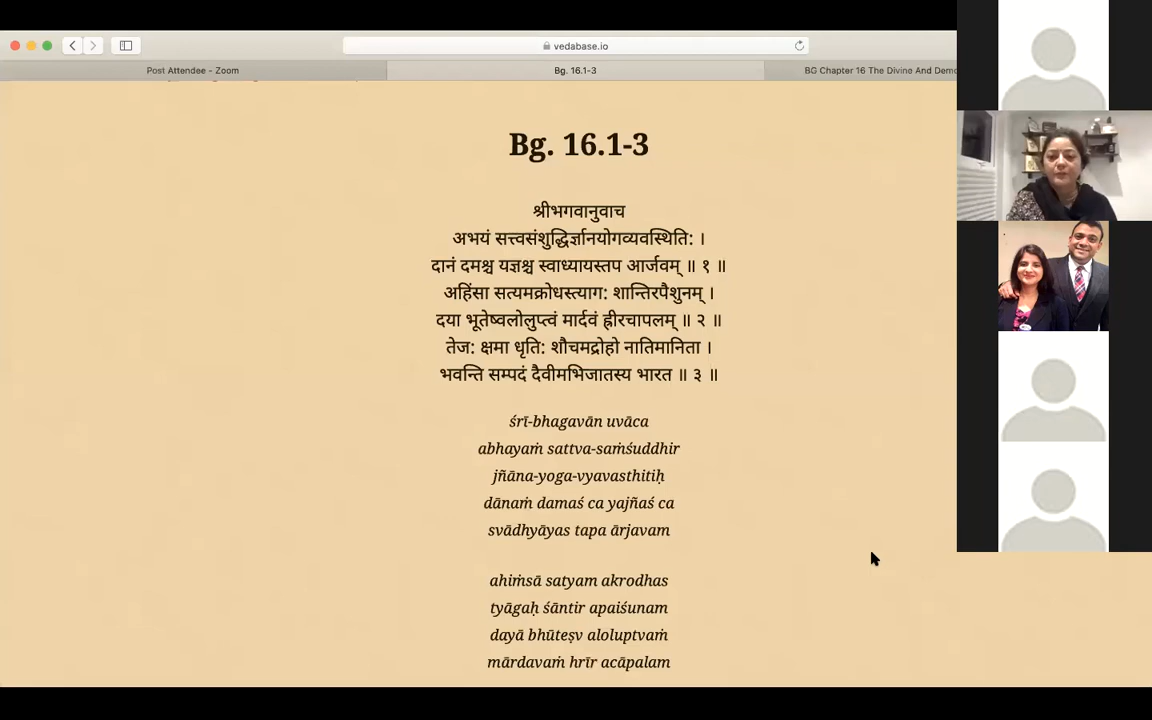 vedabase.io
Post Attendee – Zoom
Bg. 16.1-3
BG Chapter 16 The Divine And Demo
Bg. 16.1-3
श्रीभगवानुवाच
अभयं सत्त्वसंश‍ुद्धिर्ज्ञानयोगव्यवस्थिति: ।
दानं दमश्च यज्ञश्च स्वाध्यायस्तप आर्जवम् ॥ १ ॥
अहिंसा सत्यमक्रोधस्त्याग: शान्तिरपैश‍ुनम् ।
दया भूतेष्वलोलुप्‍त्वं मार्दवं ह्रीरचापलम् ॥ २ ॥
तेज: क्षमा धृति: शौचमद्रोहो नातिमानिता ।
भवन्ति सम्पदं दैवीमभिजातस्य भारत ॥ ३ ॥
śrī-bhagavān uvāca
abhayaṁ sattva-saṁśuddhir
jñāna-yoga-vyavasthitiḥ
dānaṁ damaś ca yajñaś ca
svādhyāyas tapa ārjavam
ahiṁsā satyam akrodhas
tyāgaḥ śāntir apaiśunam
dayā bhūteṣv aloluptvaṁ
mārdavaṁ hrīr acāpalam